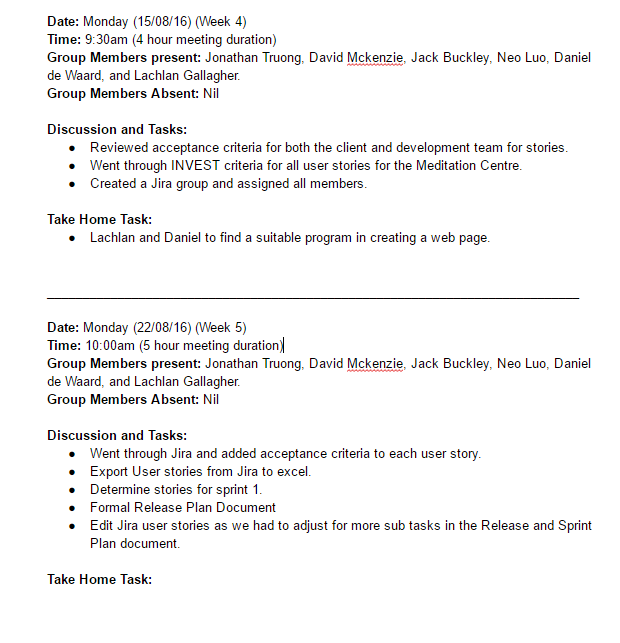 Date: Monday (15/08/16) (Week 4)
Time: 9:30am (4 hour meeting duration)
Group Members present: Jonathan Truong, David Mckenzie, Jack Buckley, Neo Luo, Daniel
de Waard, and Lachlan Gallagher.
Group Members Absent: Nil
Discussion and Tasks:
● Reviewed acceptance criteria for both the client and development team for stories.
● Went through INVEST criteria for all user stories for the Meditation Centre.
● Created a Jira group and assigned all members.
Take Home Task:
● Lachlan and Daniel to find a suitable program in creating a web page.
Date: Monday (22/08/16) (Week 5)
Time: 10:00am (5 hour meeting duration)
Group Members present: Jonathan Truong, David Mckenzie, Jack Buckley, Neo Luo, Daniel
de Waard, and Lachlan Gallagher.
Group Members Absent: Nil
Discussion and Tasks:
● Went through Jira and added acceptance criteria to each user story.
● Export User stories from Jira to excel.
● Determine stories for sprint 1.
● Formal Release Plan Document
● Edit Jira user stories as we had to adjust for more sub tasks in the Release and Sprint
Plan document.
Take Home Task: